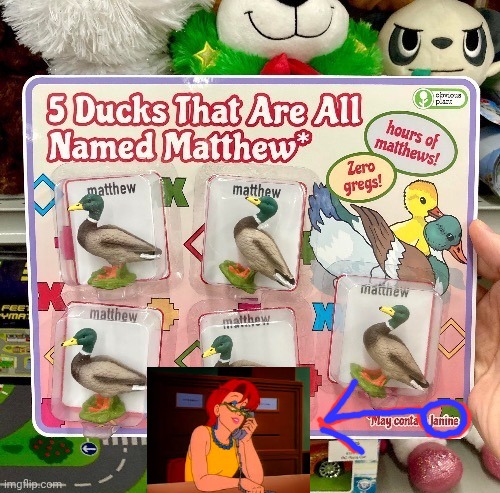 5 Ducks That Are All
Named Matthew*
obvious
plant
hours of
matthews!
Zero
gregs!
matthew
matthew
matthew
matthew
matthew
*May conta
Janine
imgflip.com